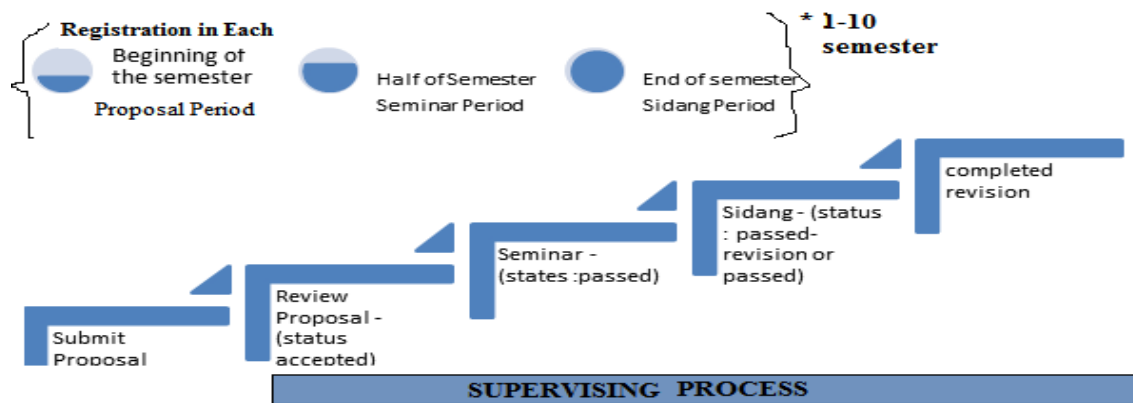 Registration in Each
Beginning of
the semester
Proposal Period
Half of Semester
Seminar Period
End of semester
Sidang Period
* 1-10
semester
Submit
Proposal
Review
Proposal -
(status
accepted)
Seminar -
(states :passed)
Sidang - (status
: passed-
revision or
passed)
completed
revision
SUPERVISING PROCESS